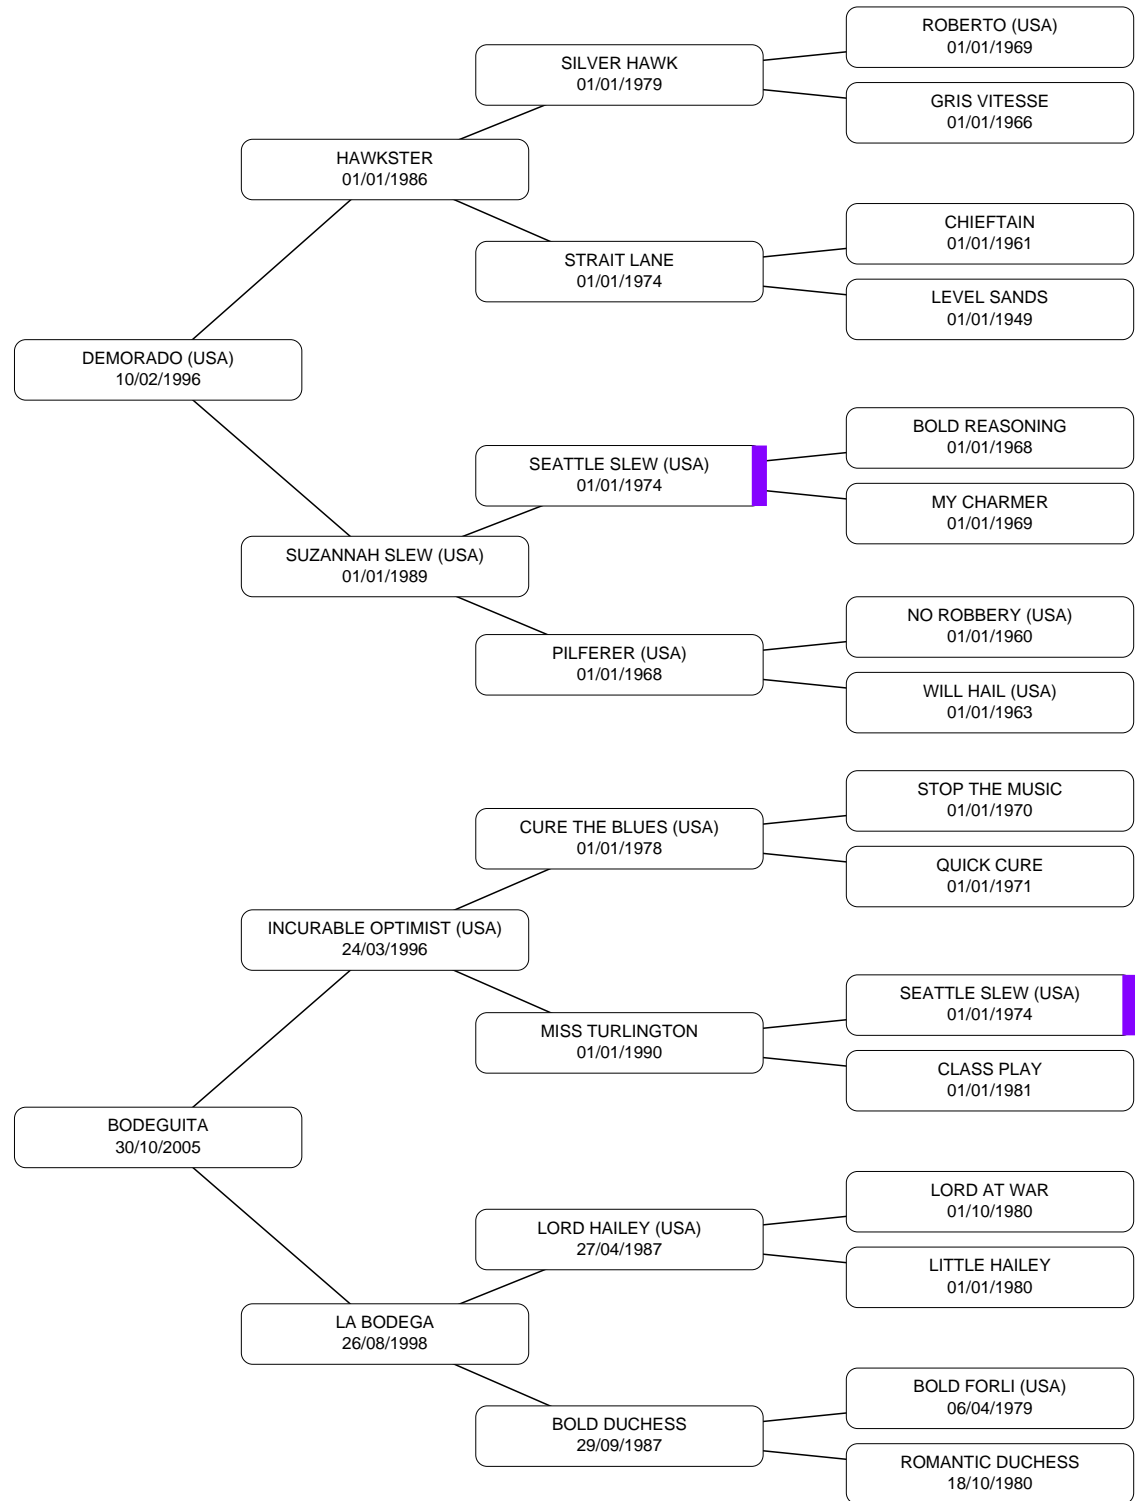 ROBERTO (USA)
01/01/1969
SILVER HAWK
01/01/1979
GRIS VITESSE
01/01/1966
HAWKSTER
01/01/1986
CHIEFTAIN
01/01/1961
STRAIT LANE
01/01/1974
LEVEL SANDS
01/01/1949
DEMORADO (USA)
10/02/1996
BOLD REASONING
01/01/1968
SEATTLE SLEW (USA)
01/01/1974
MY CHARMER
01/01/1969
SUZANNAH SLEW (USA)
01/01/1989
NO ROBBERY (USA)
01/01/1960
PILFERER (USA)
01/01/1968
WILL HAIL (USA)
01/01/1963
STOP THE MUSIC
01/01/1970
CURE THE BLUES (USA)
01/01/1978
QUICK CURE
01/01/1971
INCURABLE OPTIMIST (USA)
24/03/1996
SEATTLE SLEW (USA)
01/01/1974
MISS TURLINGTON
01/01/1990
CLASS PLAY
01/01/1981
BODEGUITA
30/10/2005
LORD AT WAR
01/10/1980
LORD HAILEY (USA)
27/04/1987
LITTLE HAILEY
01/01/1980
LA BODEGA
26/08/1998
BOLD FORLI (USA)
06/04/1979
BOLD DUCHESS
29/09/1987
ROMANTIC DUCHESS
18/10/1980